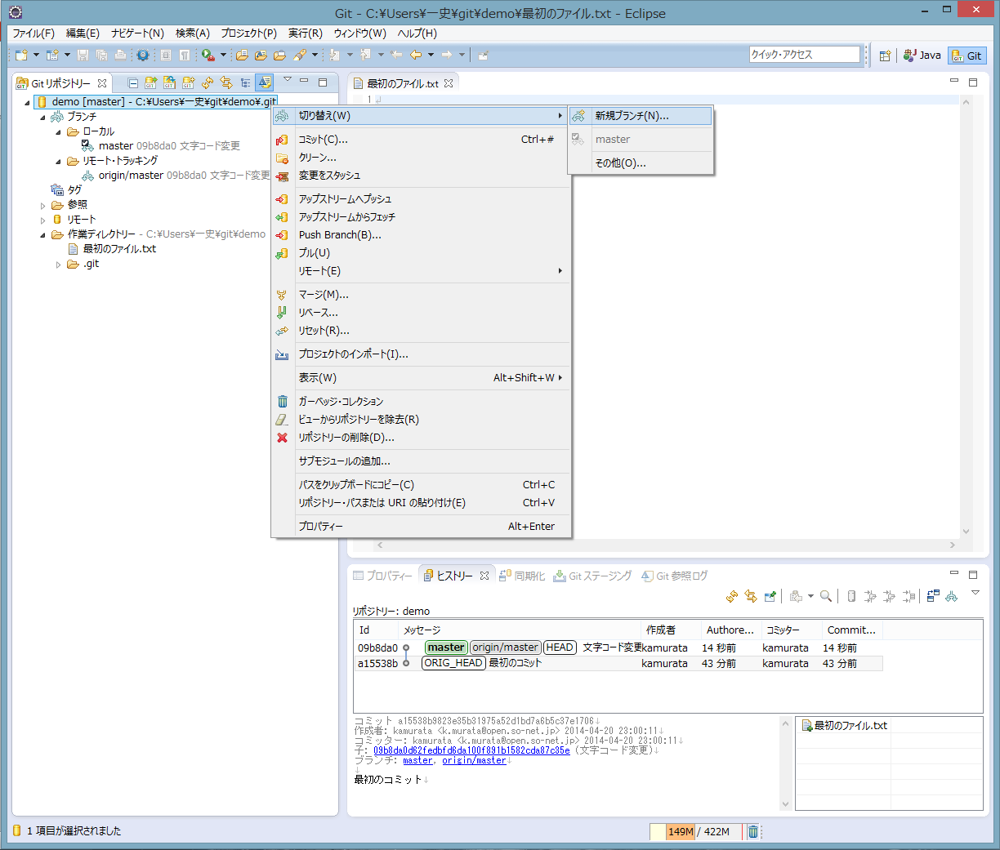 Git - C:¥Users¥一史¥git¥demo¥最初のファイル.txt - Eclipse
ファイル(F) 編集(E) ナビゲート(N) 検索(A) プロジェクト(P) 実行(R) ウィンドウ(W) ヘルプ(H)
クイック・アクセス
Java
Git
Git リポジトリー
demo [master] - C:¥Users¥一史¥git¥demo¥.git
ブランチ
ローカル
master 09b8da0 文字コード変更
リモート・トラッキング
origin/master 09b8da0 文字コード変更
タグ
参照
リモート
作業ディレクトリー - C:¥Users¥一史¥git¥demo
最初のファイル.txt
.git
最初のファイル.txt
1
切り替え(W)
コミット(C)... Ctrl+#
クリーン...
変更をスタッシュ
アップストリームへプッシュ
アップストリームからフェッチ
Push Branch(B)...
プル(U)
リモート(E)
マージ(M)...
リベース...
リセット(R)...
プロジェクトのインポート(I)...
表示(W) Alt+Shift+W
ガーベッジ・コレクション
ビューからリポジトリーを除去(R)
リポジトリーの削除(D)...
サブモジュールの追加...
パスをクリップボードにコピー(C) Ctrl+C
リポジトリー・パスまたは URI の貼り付け(E) Ctrl+V
プロパティー Alt+Enter
新規ブランチ(N)...
master
その他(O)...
プロパティー ヒストリー 同期化 Git ステージング Git 参照ログ
リポジトリー: demo
Id メッセージ 作成者 Authore... コミッター Commit...
09b8da0 master origin/master HEAD 文字コード変更 kamurata 14 秒前 kamurata 14 秒前
a15538b ORIG_HEAD 最初のコミット kamurata 43 分前 kamurata 43 分前
コミット a15538b9823e35b31975a52d1bd7a6b5c37e1706↓
作成者: kamurata <k.murata@open.so-net.jp> 2014-04-20 23:00:11↓
コミッター: kamurata <k.murata@open.so-net.jp> 2014-04-20 23:00:11↓
子: 09b8da0d62fedbfd6da100f891b1582cda87c35e (文字コード変更)↓
ブランチ: master, origin/master↓
↓
最初のコミット↓
最初のファイル.txt
1 項目が選択されました
149M / 422M